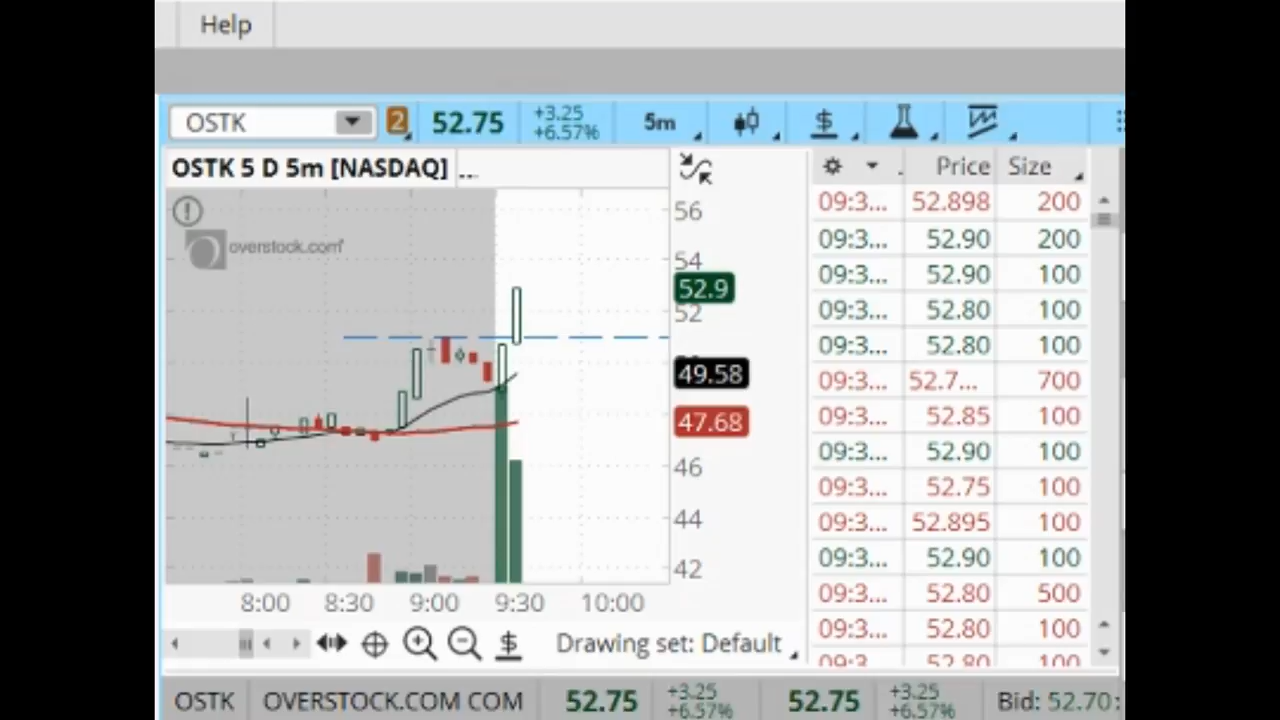 Help
OSTK 2 52.75 +3.25 +6.57% 5m $
OSTK 5 D 5m [NASDAQ] ...
Price Size
overstock.com
56
54
52.9
52
49.58
47.68
46
44
42
8:00 8:30 9:00 9:30 10:00
09:3... 52.898 200
09:3... 52.90 200
09:3... 52.90 100
09:3... 52.80 100
09:3... 52.80 100
09:3... 52.7... 700
09:3... 52.85 100
09:3... 52.90 100
09:3... 52.75 100
09:3... 52.895 100
09:3... 52.90 100
09:3... 52.80 500
09:3... 52.80 100
09:3... 52.80 100
$ Drawing set: Default
OSTK OVERSTOCK.COM COM 52.75 +3.25 +6.57% 52.75 +3.25 +6.57% Bid: 52.70